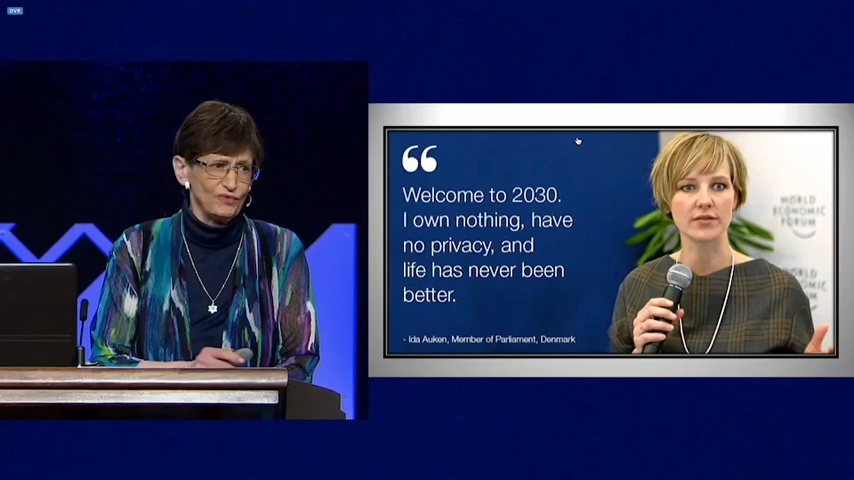 DVR
“
Welcome to 2030.
I own nothing, have
no privacy, and
life has never been
better.
- Ida Auken, Member of Parliament, Denmark
WORLD
ECONOMIC
FORUM